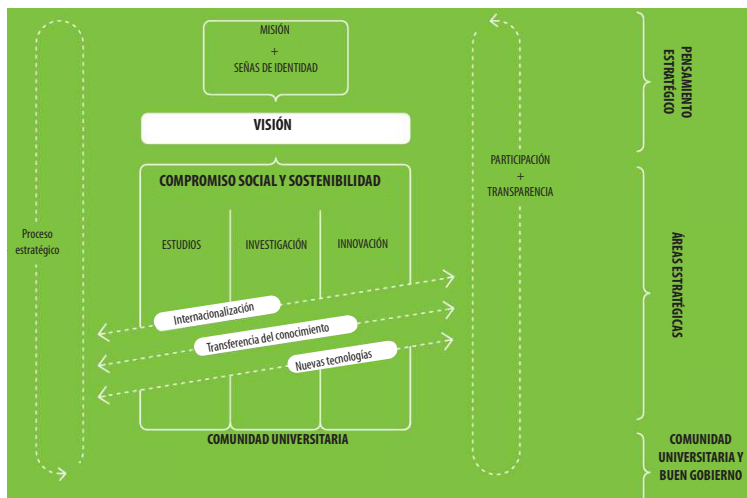 MISIÓN
+
SEÑAS DE IDENTIDAD
VISIÓN
COMPROMISO SOCIAL Y SOSTENIBILIDAD
ESTUDIOS
INVESTIGACIÓN
INNOVACIÓN
Internacionalización
Transferencia del conocimiento
Nuevas tecnologías
COMUNIDAD UNIVERSITARIA
Proceso
estratégico
PARTICIPACIÓN
+
TRANSPARENCIA
PENSAMIENTO
ESTRATÉGICO
ÁREAS ESTRATÉGICAS
COMUNIDAD
UNIVERSITARIA Y
BUEN GOBIERNO